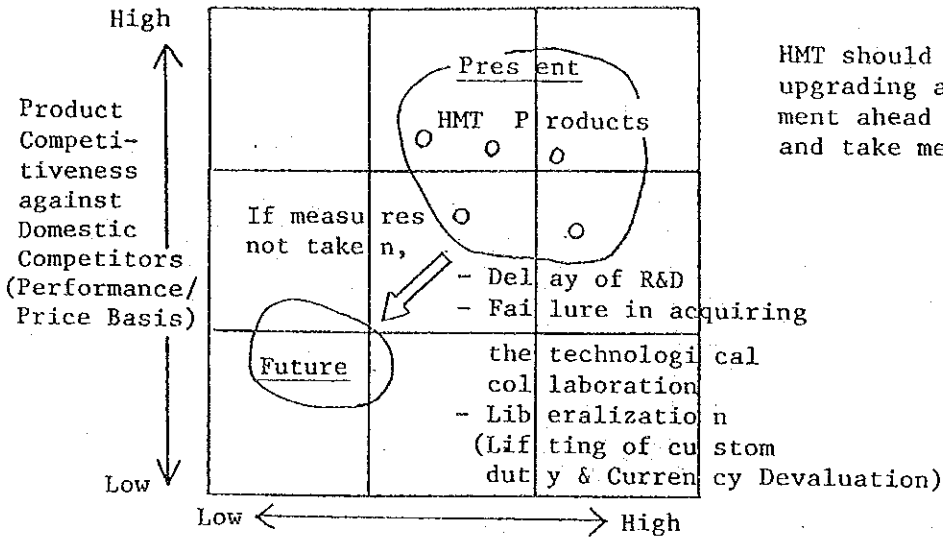 High
Product
Competi-
tiveness
against
Domestic
Competitors
(Performance/
Price Basis)
Low
Present
HMT Products
If measures
not taken,
- Delay of R&D
- Failure in acquiring
the technological
collaboration
- Liberalization
(Lifting of custom
duty & Currency Devaluation)
Future
Low
High
HMT should
upgrading a
ment ahead
and take me